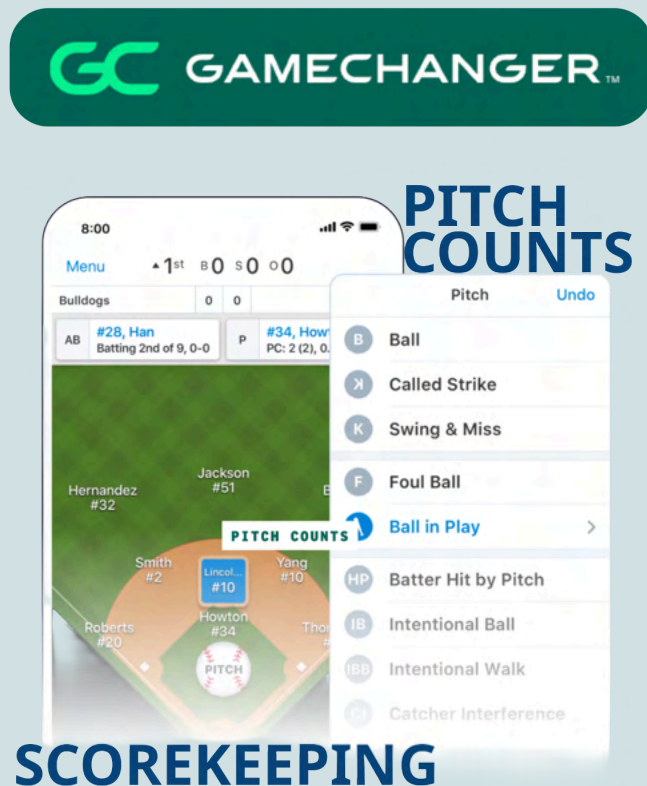 GC GAMECHANGER™
PITCH
COUNTS
8:00
Menu ▲1st B0 S0 O0
Bulldogs 0 0
AB #28, Han
Batting 2nd of 9, 0-0
P
PC: 2 (2), 0.
Pitch Undo
B Ball
ꓘ Called Strike
K Swing & Miss
F Foul Ball
Ball in Play >
HP Batter Hit by Pitch
IB Intentional Ball
IBB Intentional Walk
CI Catcher Interference
Hernandez
#32
Jackson
#51
PITCH COUNTS
Smith
#2
Lincol...
#10
Yang
#10
Roberts
#20
Howton
#34
PITCH
SCOREKEEPING